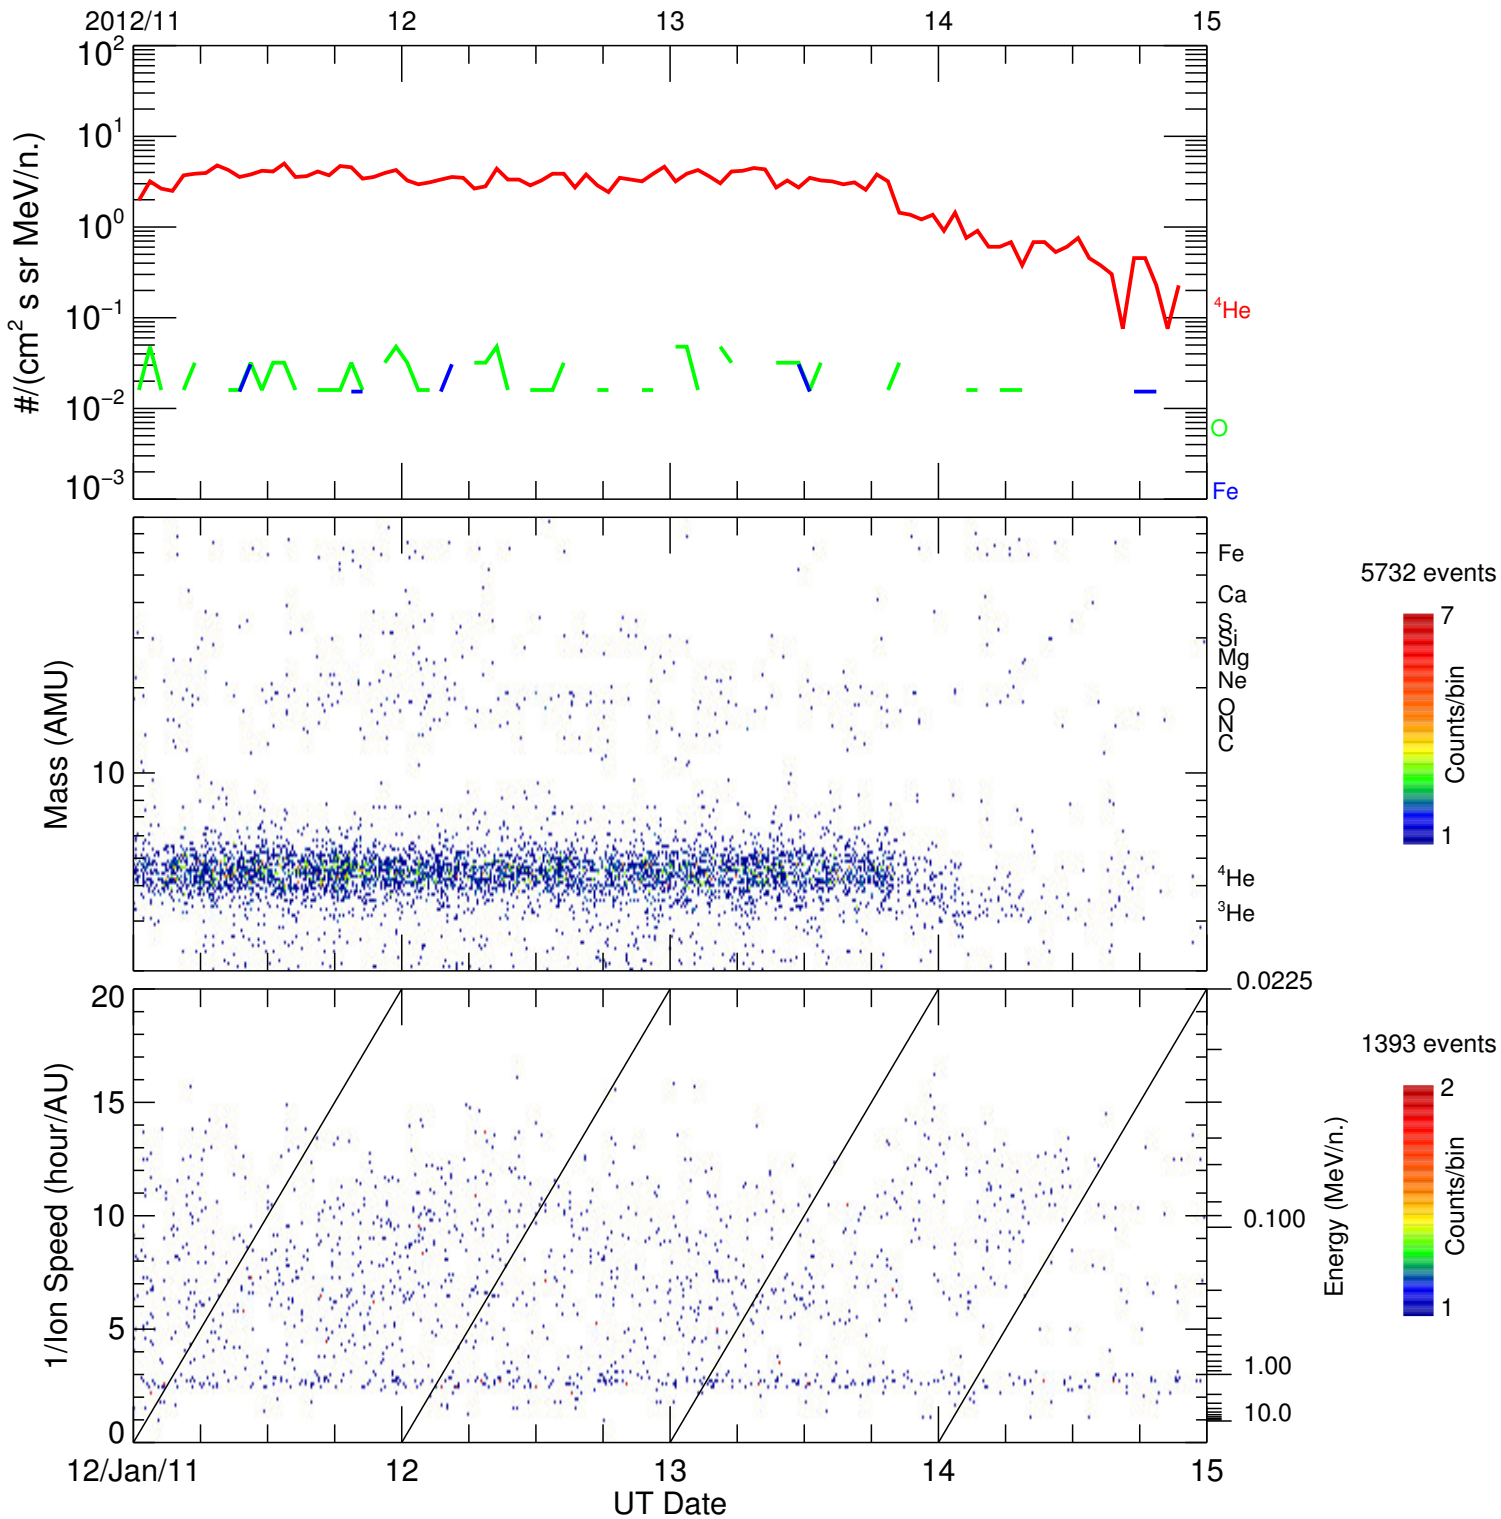 2012/11 12 13 14 15
10²
10¹
10⁰
10⁻¹
10⁻²
10⁻³
#/(cm² s sr MeV/n.)
⁴He
O
Fe
Mass (AMU)
10
Fe
Ca
S
Si
Mg
Ne
O
N
C
⁴He
³He
5732 events
7
Counts/bin
1
1/Ion Speed (hour/AU)
20
15
10
5
0
0.0225
0.100
1.00
10.0
Energy (MeV/n.)
1393 events
2
Counts/bin
1
12/Jan/11 12 13 14 15
UT Date